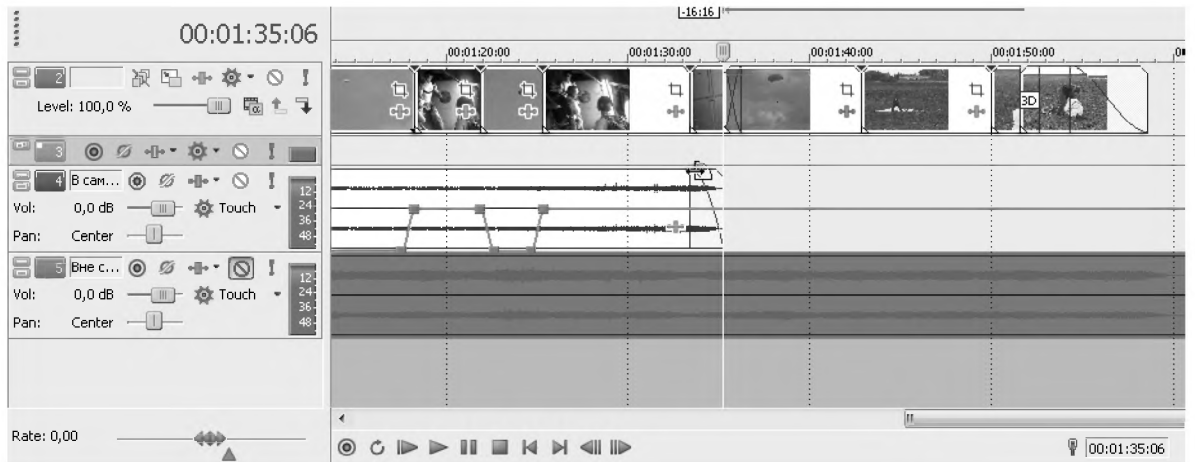 -16:16
00:01:35:06
00:01:20:00 00:01:30:00 00:01:40:00 00:01:50:00
2
Level: 100,0 %
3D
3
4 В сам...
12
24
36
48
Vol: 0,0 dB Touch
Pan: Center
5 Вне с...
12
24
36
48
Vol: 0,0 dB Touch
Pan: Center
Rate: 0,00
00:01:35:06